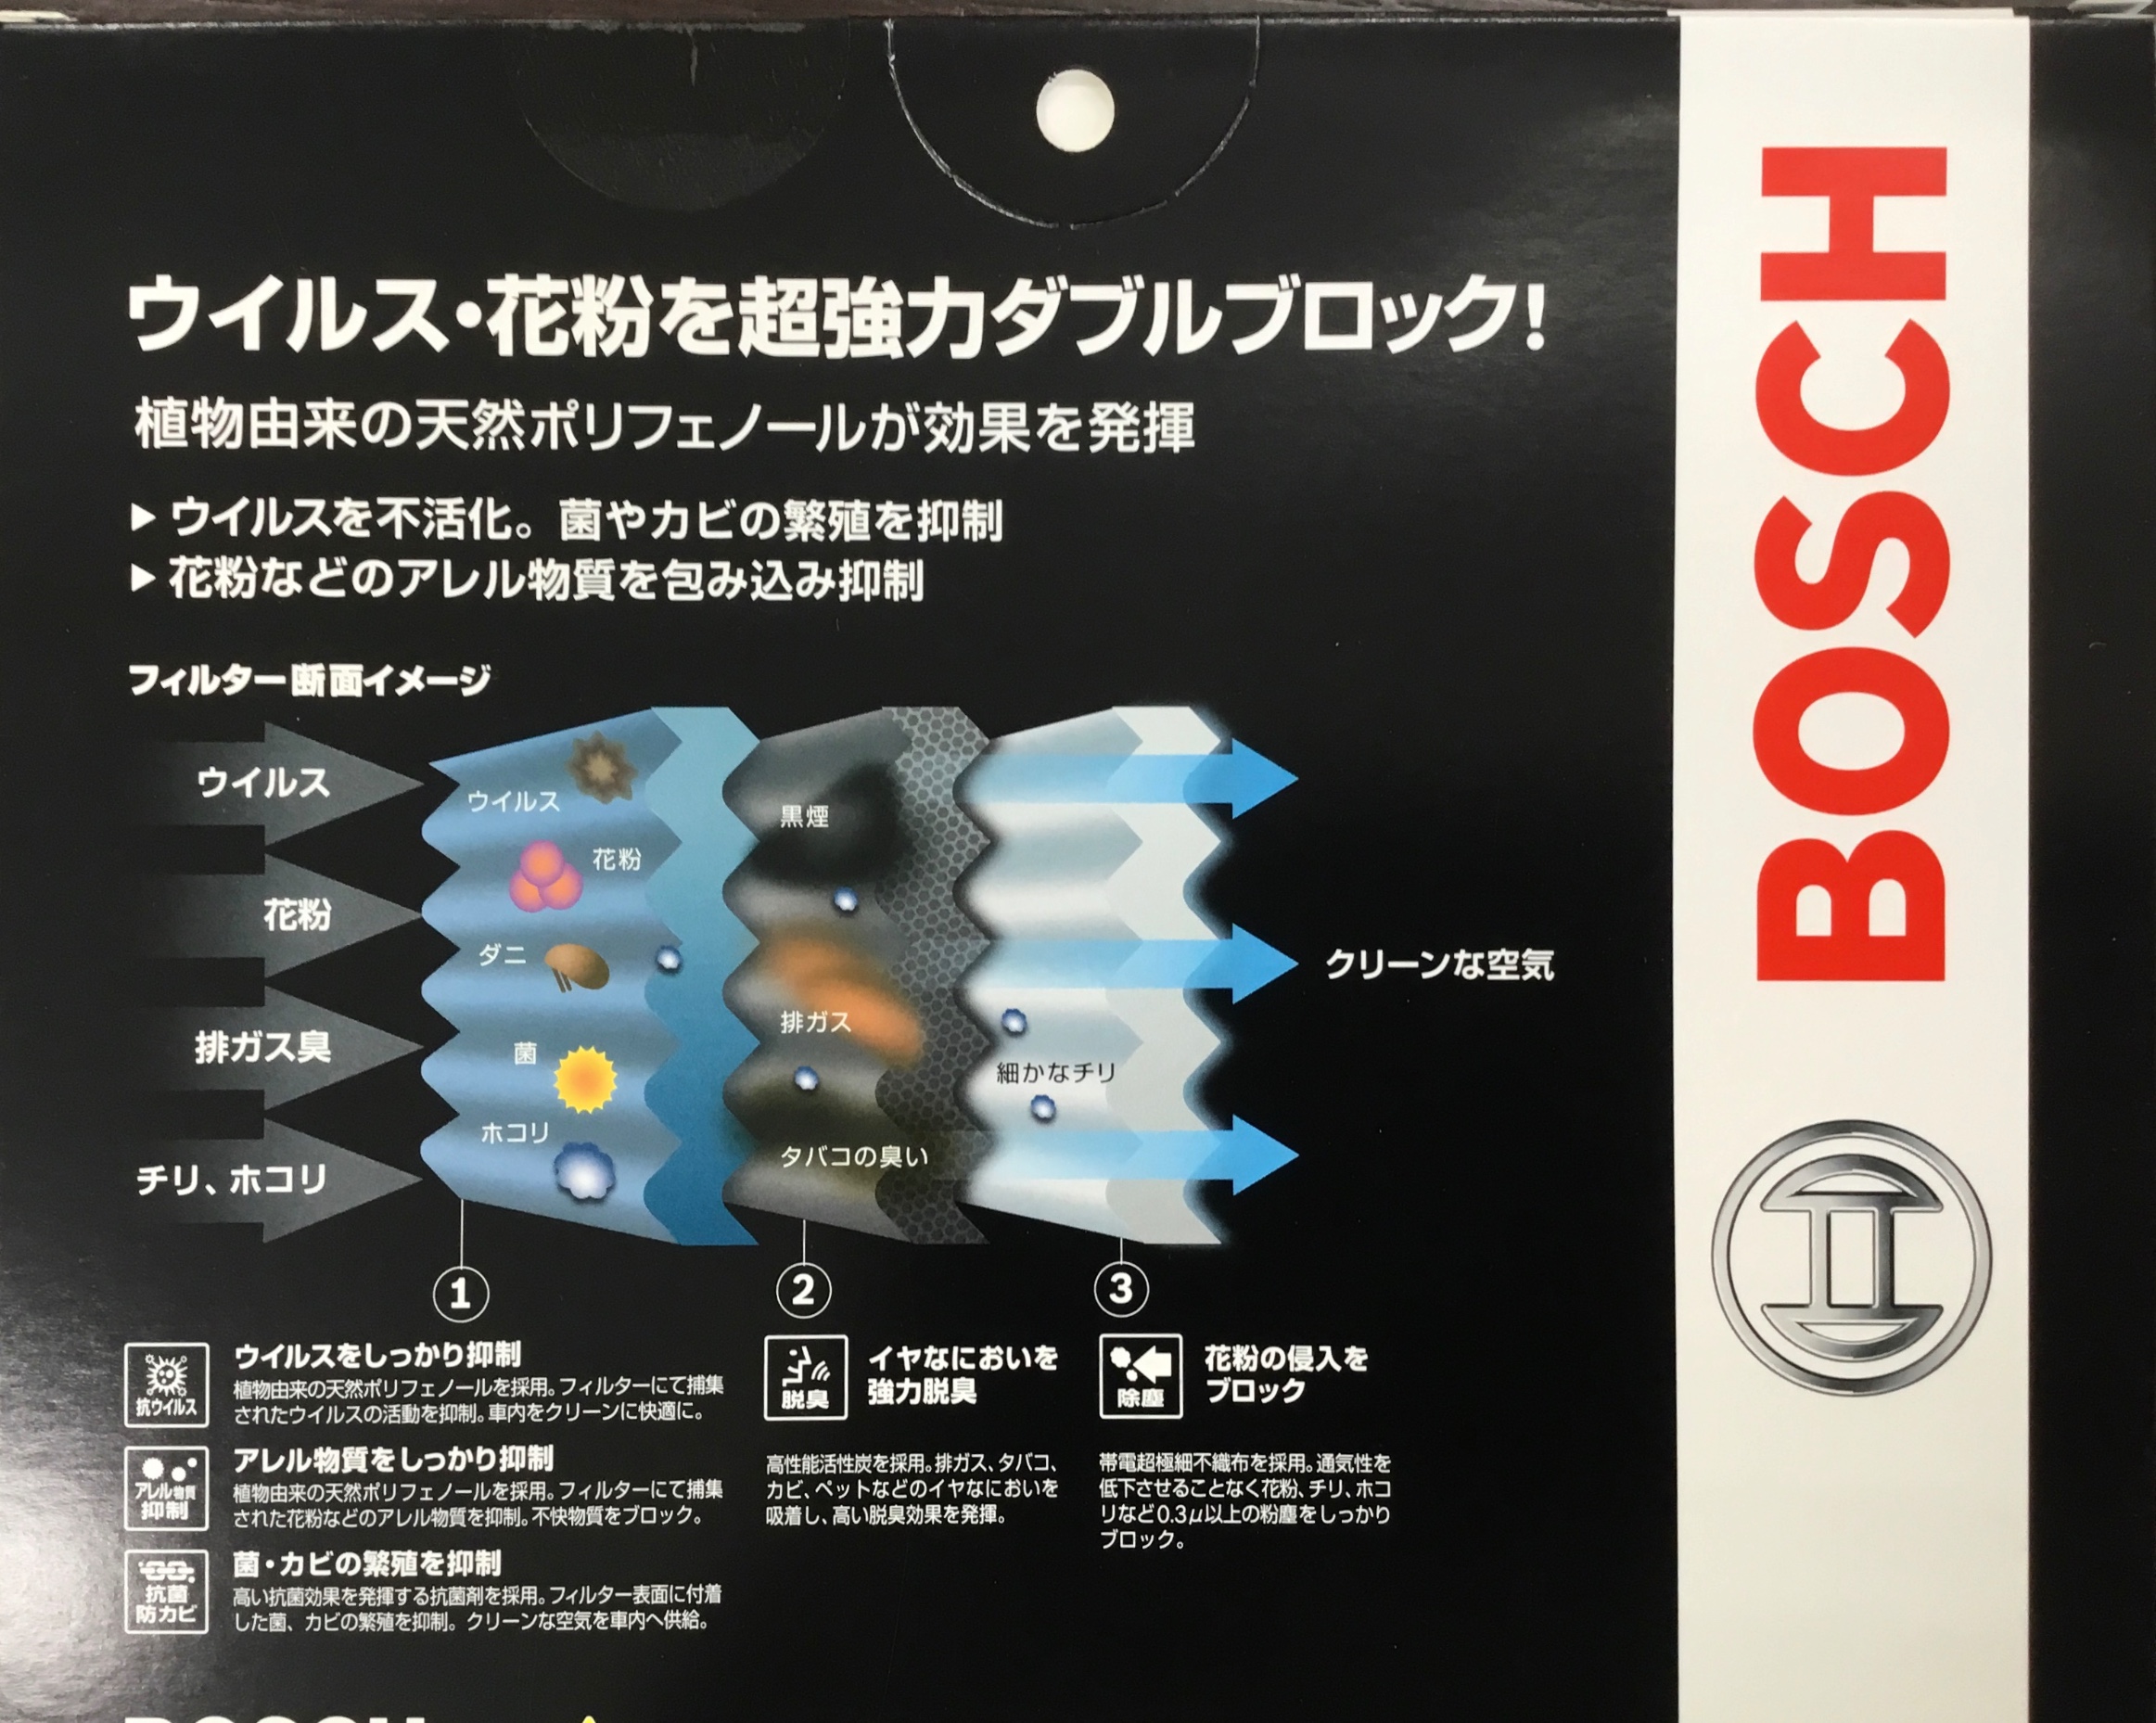 ウイルス・花粉を超強力ダブルブロック!
植物由来の天然ポリフェノールが効果を発揮
▶ウイルスを不活化。菌やカビの繁殖を抑制
▶花粉などのアレル物質を包み込み抑制
フィルター断面イメージ
ウイルス
花粉
排ガス臭
チリ、ホコリ
ウイルス
花粉
ダニ
菌
ホコリ
黒煙
排ガス
タバコの臭い
細かなチリ
クリーンな空気
1
2
3
抗ウイルス
ウイルスをしっかり抑制
植物由来の天然ポリフェノールを採用。フィルターにて捕集
されたウイルスの活動を抑制。車内をクリーンに快適に。
アレル物質
抑制
アレル物質をしっかり抑制
植物由来の天然ポリフェノールを採用。フィルターにて捕集
された花粉などのアレル物質を抑制。不快物質をブロック。
抗菌
防カビ
菌・カビの繁殖を抑制
高い抗菌効果を発揮する抗菌剤を採用。フィルター表面に付着
した菌、カビの繁殖を抑制。クリーンな空気を車内へ供給。
脱臭
イヤなにおいを
強力脱臭
高性能活性炭を採用。排ガス、タバコ、
カビ、ペットなどのイヤなにおいを
吸着し、高い脱臭効果を発揮。
除塵
花粉の侵入を
ブロック
帯電超極細不織布を採用。通気性を
低下させることなく花粉、チリ、ホコ
リなど0.3μ以上の粉塵をしっかり
ブロック。
BOSCH